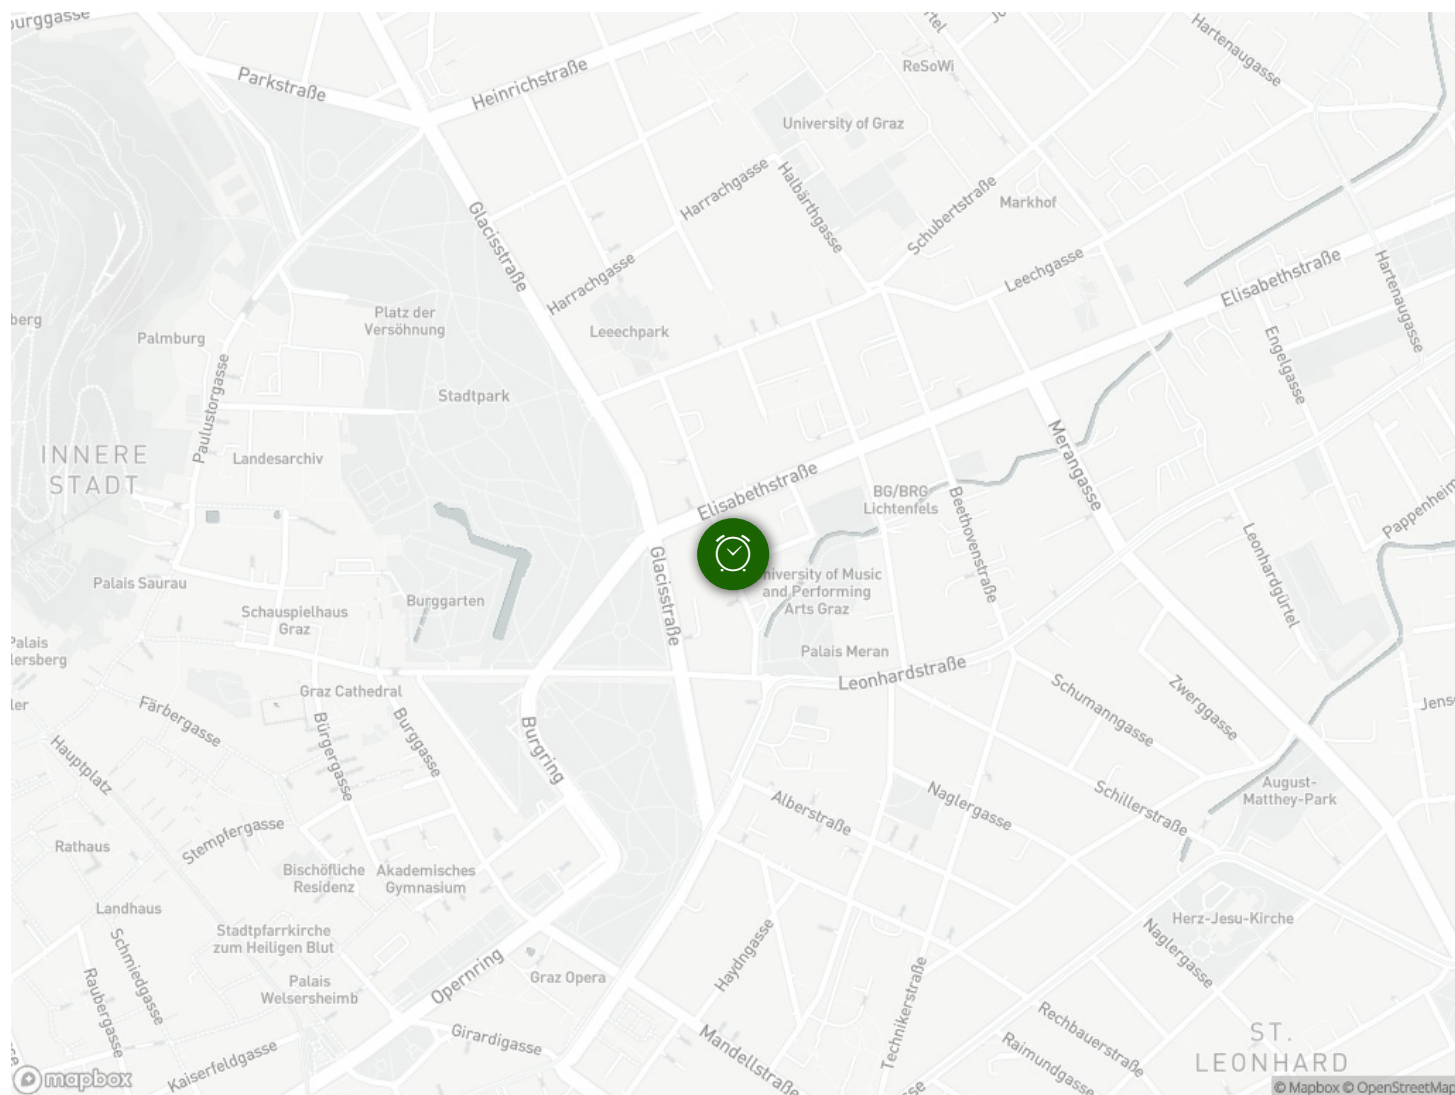 burggasse
Parkstraße
Heinrichstraße
ReSoWi
Hartenaugasse
University of Graz
Harrachgasse
Halbärthgasse
Schubertstraße
Markhof
Glacisstraße
Harrachgasse
Leechgasse
Elisabethstraße
Hartenaugasse
berg
Palmburg
Platz der
Versöhnung
Leeechpark
Engelgasse
Paulustorgasse
Stadtpark
INNERE
STADT
Landesarchiv
Elisabethstraße
BG/BRG
Lichtenfels
Merangasse
Beethovenstraße
Leonhardgürtel
Pappenheim
Palais Saurau
Schauspielhaus
Graz
Burggarten
Glacisstraße
niversity of Music
and Performing
Arts Graz
Palais
lersberg
Palais Meran
Leonhardstraße
ler
Färbergasse
Graz Cathedral
Schumanngasse
Zwerggasse
Jens
Hauptplatz
Bürgergasse
Burggasse
Burgring
Alberstraße
Naglergasse
Schillerstraße
August-
Matthey-Park
Rathaus
Stempfergasse
Bischöfliche
Residenz
Akademisches
Gymnasium
Landhaus
Schmiedgasse
Stadtpfarrkirche
zum Heiligen Blut
Herz-Jesu-Kirche
Naglergasse
Haydngasse
Raubergasse
Palais
Welsersheimb
Opernring
Graz Opera
Technikerstraße
Kaiserfeldgasse
Girardigasse
Mandellstraße
Rechbauerstraße
Raimundgasse
ST.
LEONHARD
mapbox
© Mapbox © OpenStreetMap